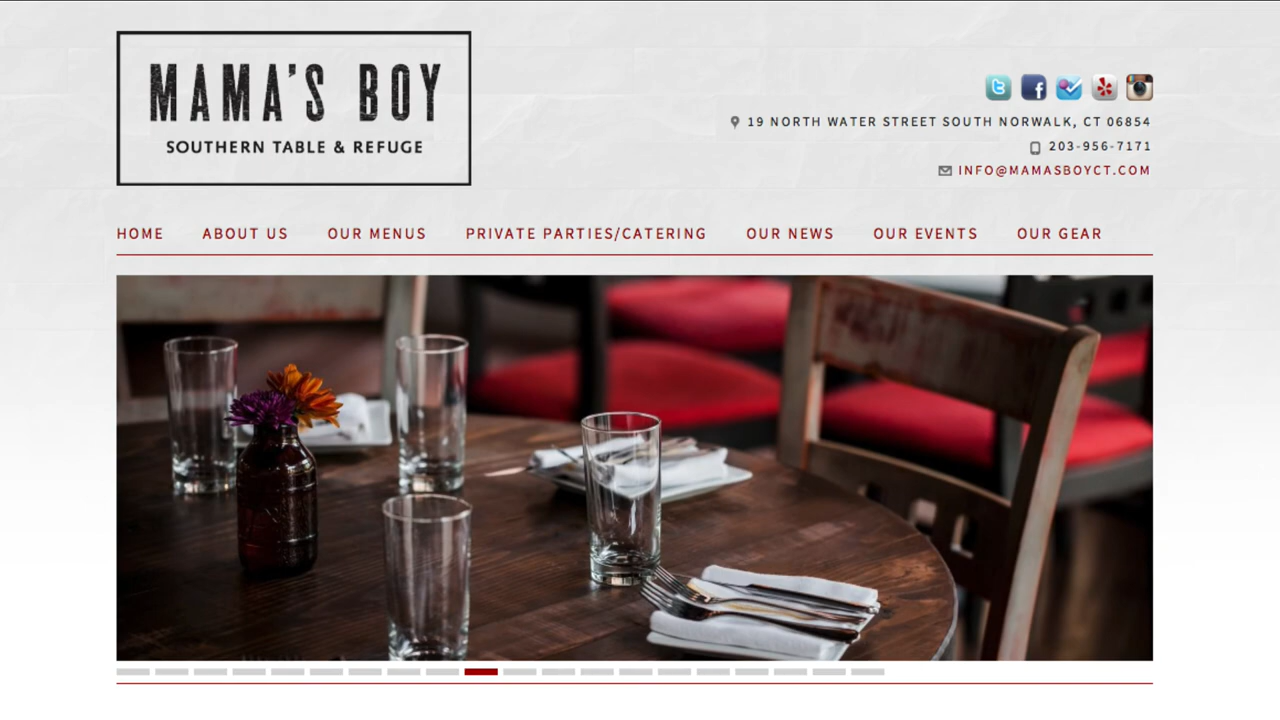 MAMA'S BOY
SOUTHERN TABLE & REFUGE
19 NORTH WATER STREET SOUTH NORWALK, CT 06854
203-956-7171
INFO@MAMASBOYCT.COM
HOME ABOUT US OUR MENUS PRIVATE PARTIES/CATERING OUR NEWS OUR EVENTS OUR GEAR